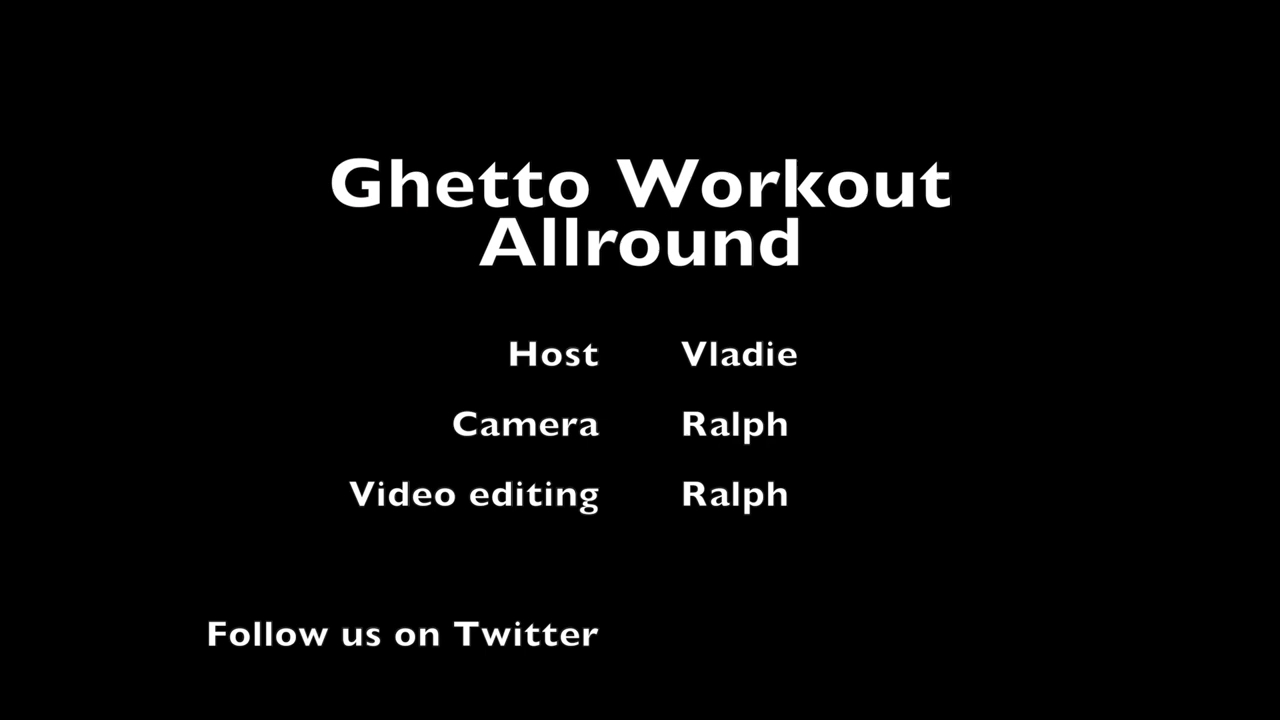 Ghetto Workout
Allround
Host Vladie
Camera Ralph
Video editing Ralph
Follow us on Twitter